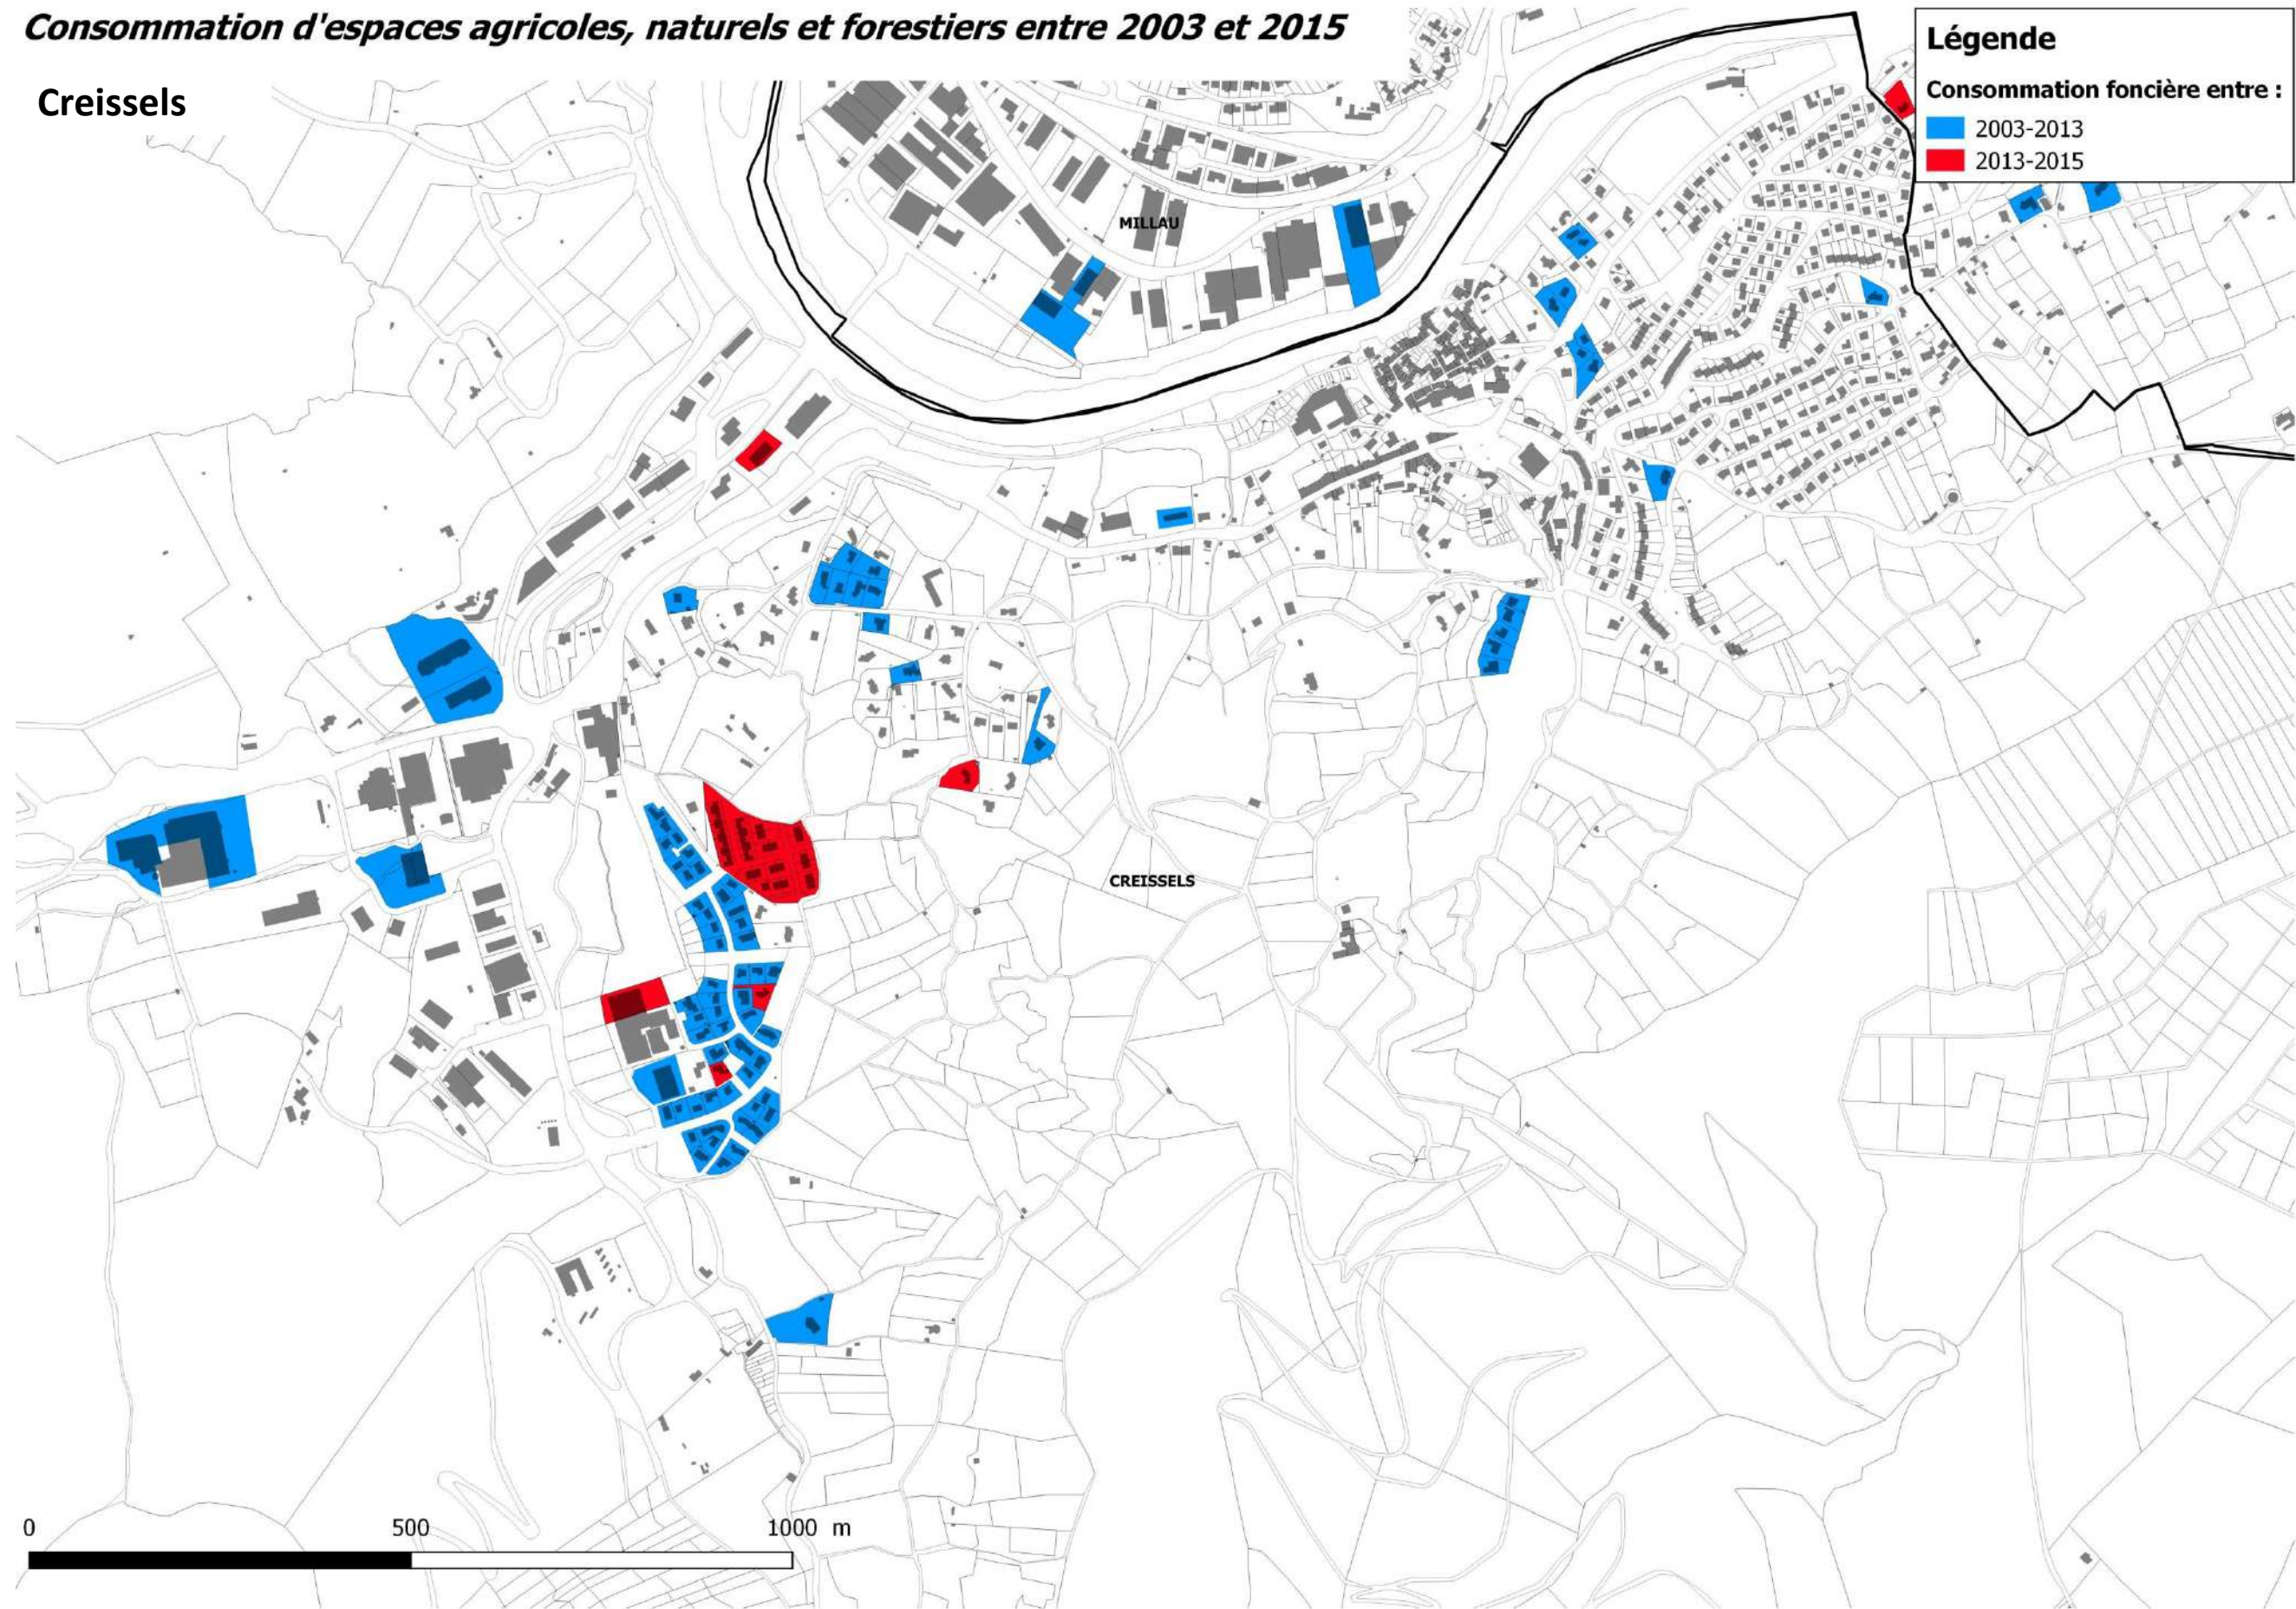 Consommation d'espaces agricoles, naturels et forestiers entre 2003 et 2015
Creissels
Légende
Consommation foncière entre :
2003-2013
2013-2015
MILLAU
CREISSELS
0 500 1000 m